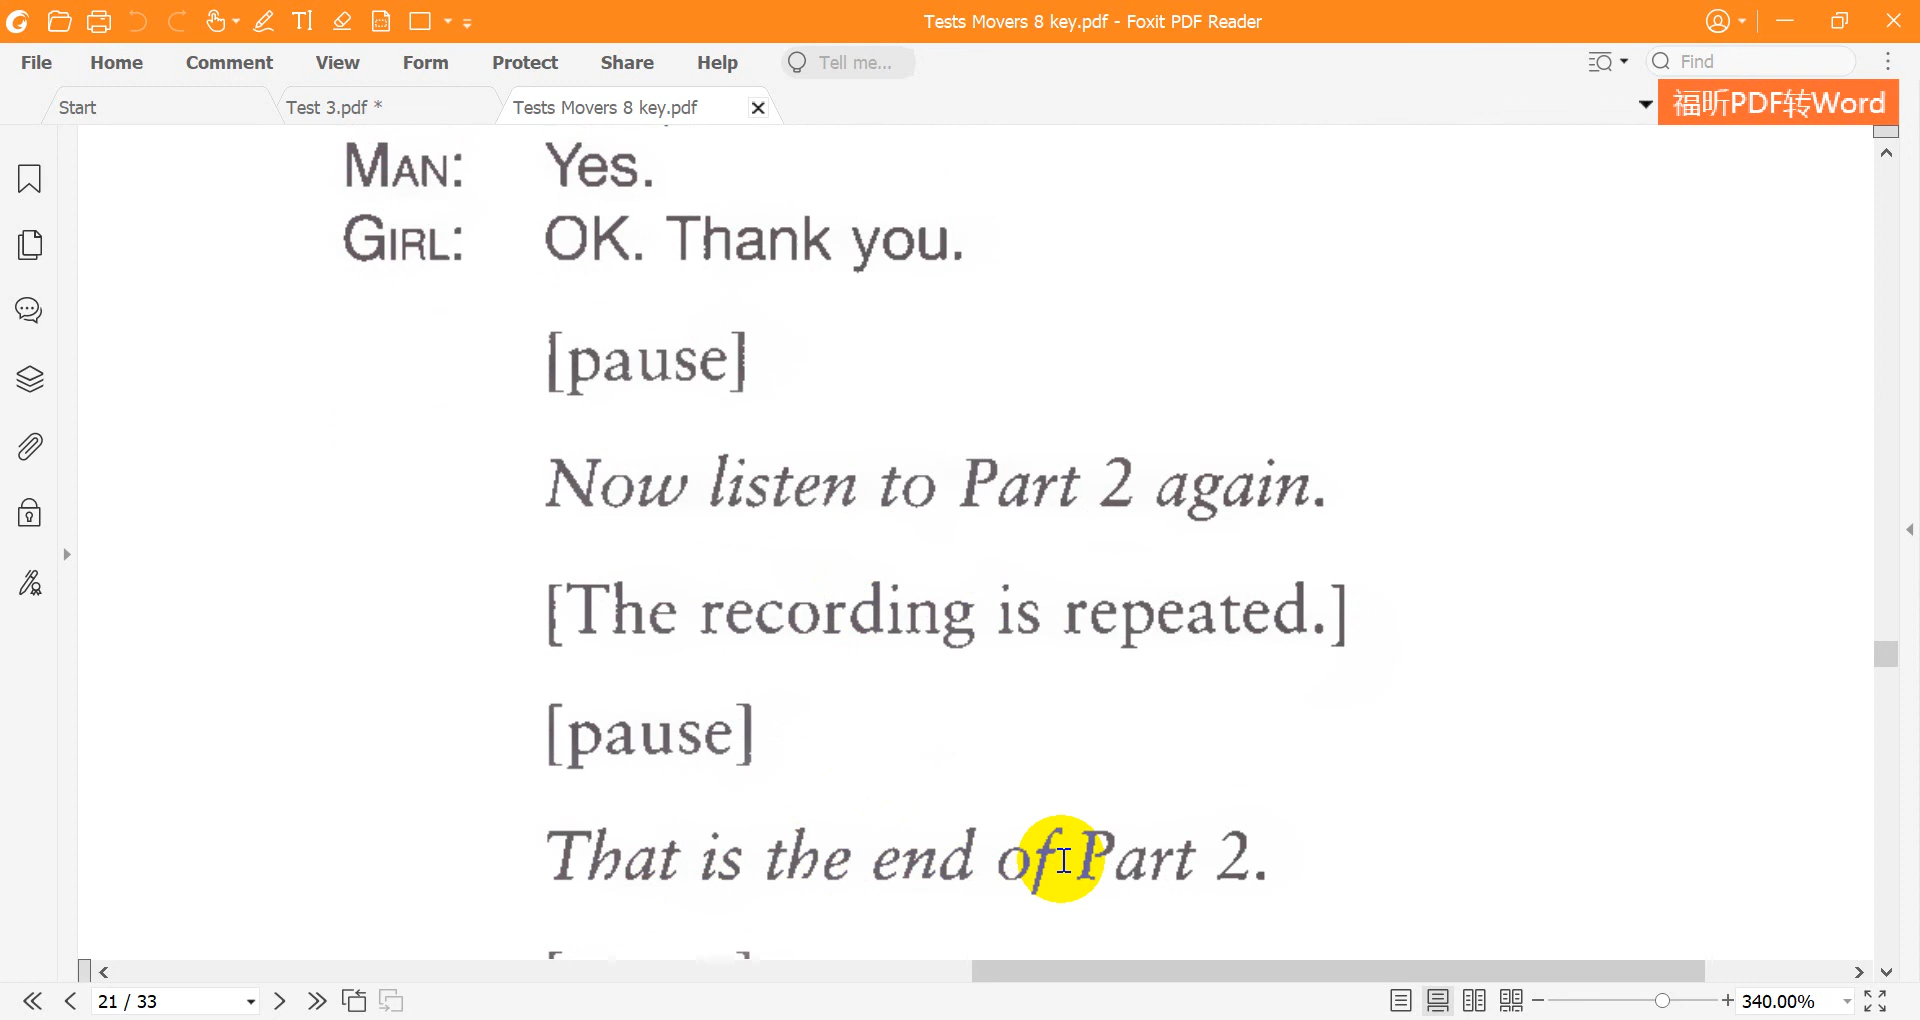 Tests Movers 8 key.pdf - Foxit PDF Reader
File Home Comment View Form Protect Share Help Tell me... Find
Start Test 3.pdf * Tests Movers 8 key.pdf 福昕PDF转Word
MAN: Yes.
GIRL: OK. Thank you.
[pause]
Now listen to Part 2 again.
[The recording is repeated.]
[pause]
That is the end of Part 2.
21 / 33 340.00%